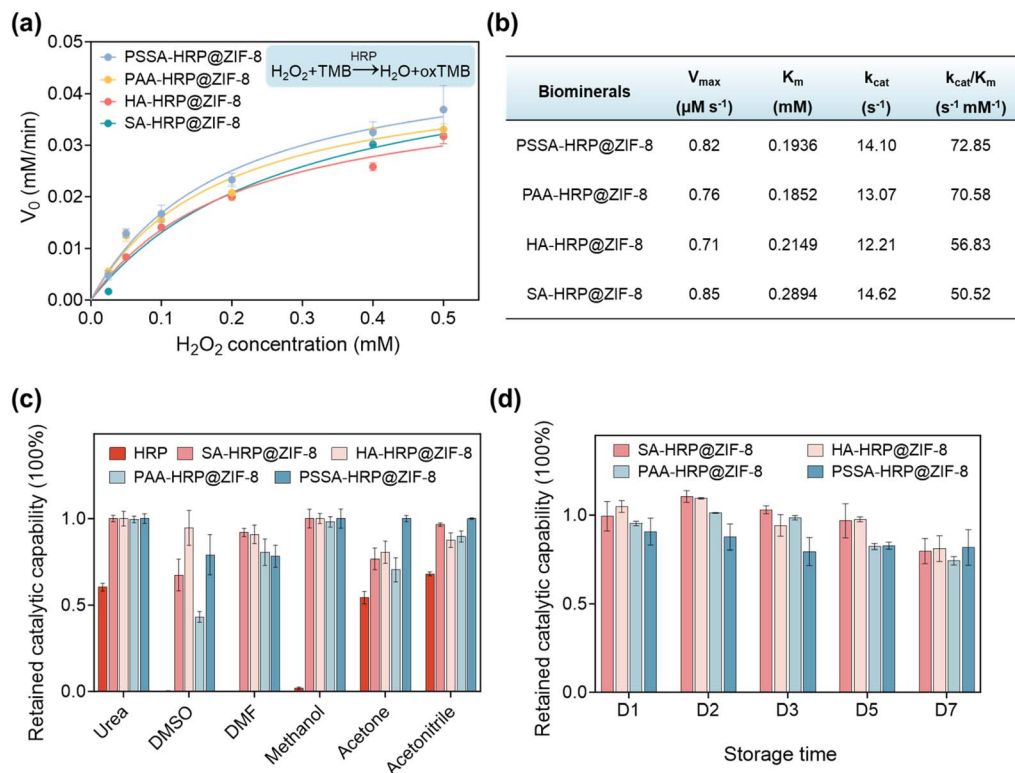 (a)
0.05
0.04
0.03
0.02
0.01
0.00
V₀ (mM/min)
PSSA-HRP@ZIF-8
PAA-HRP@ZIF-8
HA-HRP@ZIF-8
SA-HRP@ZIF-8
HRP
H₂O₂+TMB→H₂O+oxTMB
0.0 0.1 0.2 0.3 0.4 0.5
H₂O₂ concentration (mM)
(b)
Biominerals Vmax (μM s⁻¹) Km (mM) kcat (s⁻¹) kcat/Km (s⁻¹ mM⁻¹)
PSSA-HRP@ZIF-8 0.82 0.1936 14.10 72.85
PAA-HRP@ZIF-8 0.76 0.1852 13.07 70.58
HA-HRP@ZIF-8 0.71 0.2149 12.21 56.83
SA-HRP@ZIF-8 0.85 0.2894 14.62 50.52
(c)
Retained catalytic capability (100%)
HRP SA-HRP@ZIF-8 HA-HRP@ZIF-8
PAA-HRP@ZIF-8 PSSA-HRP@ZIF-8
1.0
0.5
0.0
Urea DMSO DMF Methanol Acetone Acetonitrile
(d)
Retained catalytic capability (100%)
SA-HRP@ZIF-8 HA-HRP@ZIF-8
PAA-HRP@ZIF-8 PSSA-HRP@ZIF-8
1.0
0.5
0.0
D1 D2 D3 D5 D7
Storage time